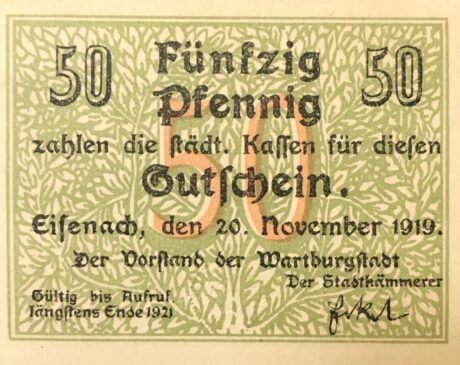 50 Fünfzig 50
Pfennig
50
zahlen die städt. Kassen für diesen
Gutschein.
Eisenach, den 20. November 1919.
Der Vorstand der Wartburgstadt
Der Stadtkämmerer
Gültig bis Aufruf.
längstens Ende 1921